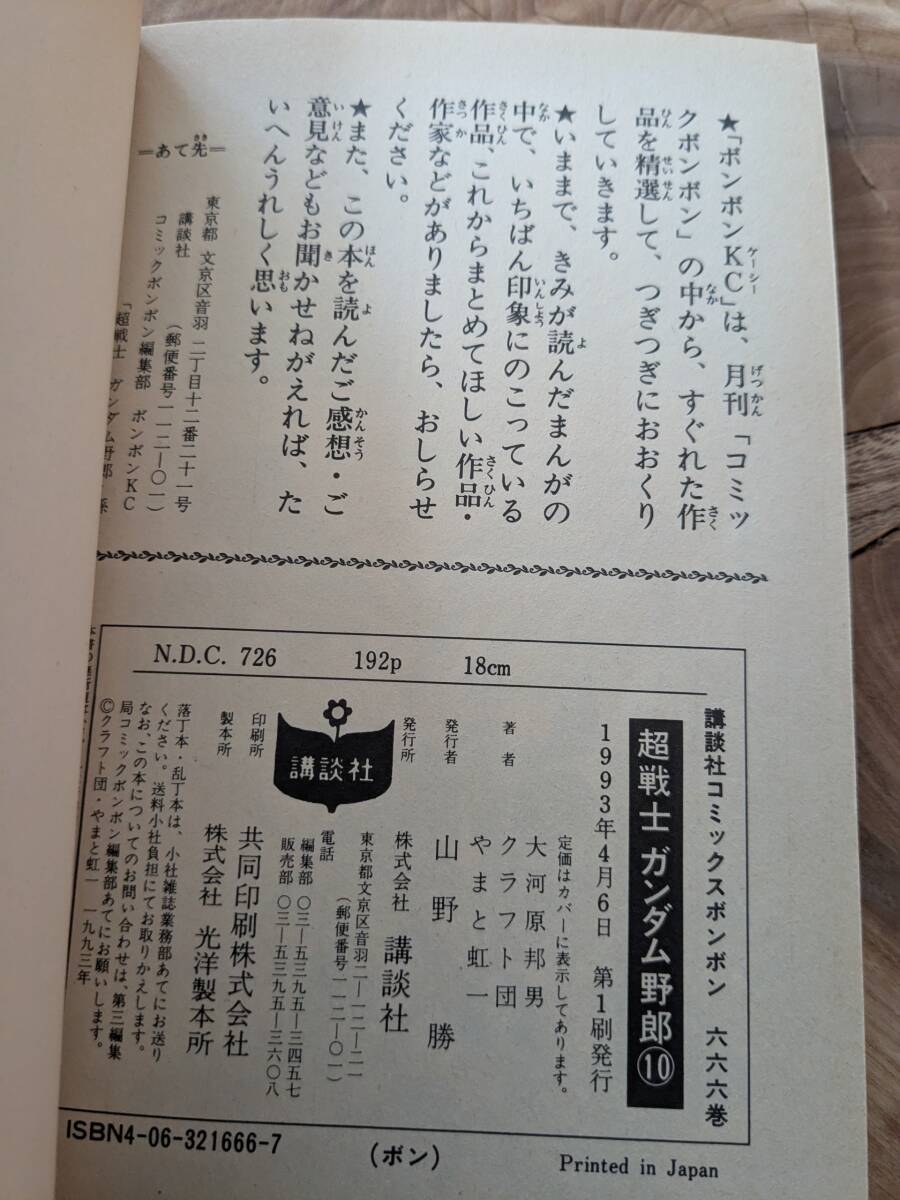 ★「ボンボンKCは、月刊「コミッ
クボンボン」の中から、すぐれた作
品を精選して、つぎつぎにおおくり
していきます。
★いままで、きみが読んだまんがの
中で、いちばん印象にのこっている
作品、これからまとめてほしい作品・
作家などがありましたら、おしらせ
ください。
★また、この本を読んだご感想・ご
意見などもお聞かせねがえれば、た
いへんうれしく思います。
=あて先=
東京都 文京区音羽 二丁目十二番二十一号
講談社 (郵便番号一一二―〇一)
コミックボンボン編集部 ボンボンKC
「超戦士 ガンダム野郎」係
N.D.C. 726 192p 18cm
講談社コミックスボンボン 六六六巻
超戦士 ガンダム野郎⑩
1993年4月6日 第1刷発行
定価はカバーに表示してあります。
著者 大河原邦男
クラフト団
やまと虹一
発行者 山野 勝
発行所 株式会社 講談社
東京都文京区音羽二―一二―二一
(郵便番号一一二―〇一)
電話 編集部 〇三―五三九五―三四五七
販売部 〇三―五三九五―三六〇八
講談社
印刷所 共同印刷株式会社
製本所 株式会社 光洋製本所
落丁本・乱丁本は、小社雑誌業務部あてにお送り
ください。送料小社負担にてお取りかえします。
なお、この本についてのお問い合わせは、第三編集
局コミックボンボン編集部あてにお願いします。
©クラフト団・やまと虹一 一九九三年
ISBN4-06-321666-7
(ボン)
Printed in Japan